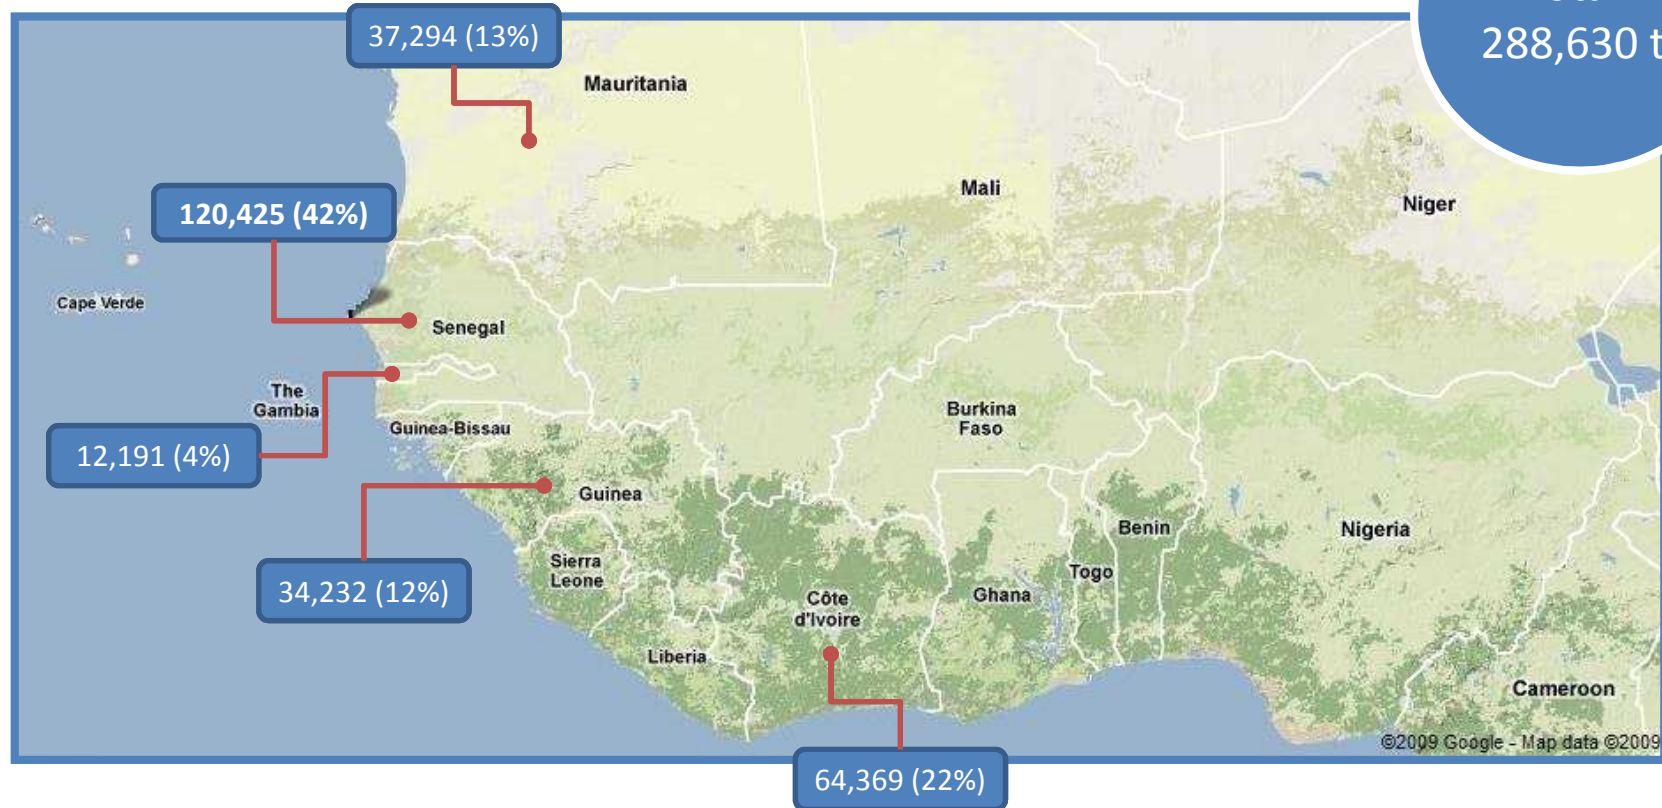 37,294 (13%)
288,630 t
Mauritania
Mali
Niger
120,425 (42%)
Cape Verde
Senegal
The
Gambia
Guinea-Bissau
Burkina
Faso
12,191 (4%)
Guinea
Benin
Nigeria
Sierra
Leone
Togo
34,232 (12%)
Côte
d'Ivoire
Ghana
Liberia
Cameroon
©2009 Google - Map data ©2009
64,369 (22%)